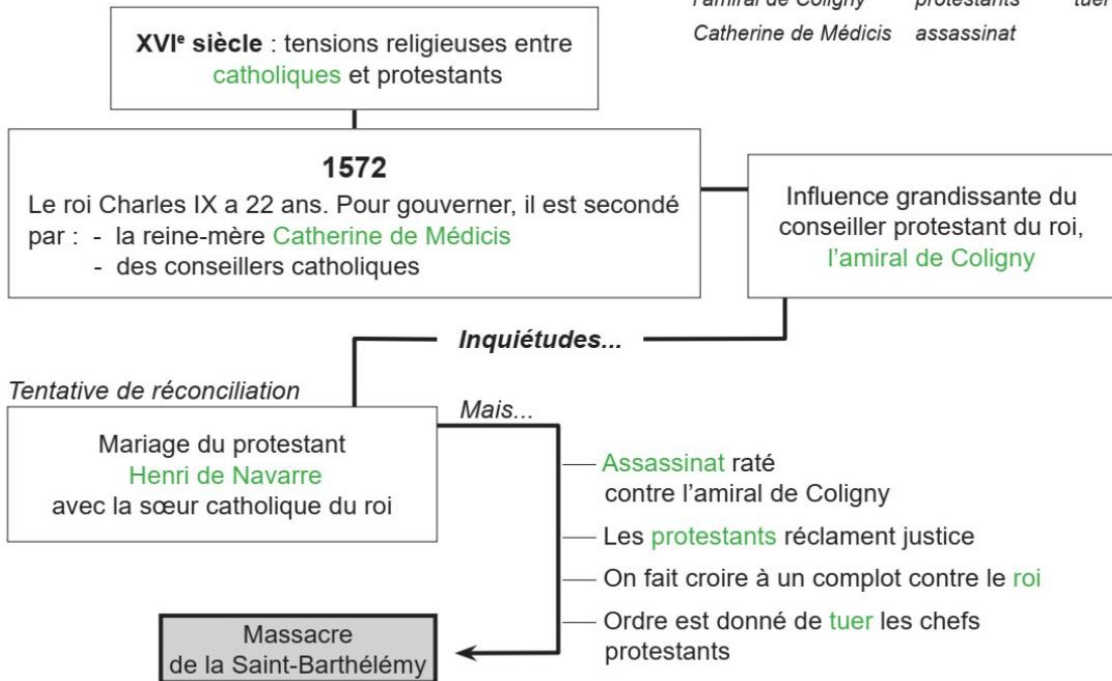 l'amiral de Coligny protestants tuer
Catherine de Médicis assassinat
XVIe siècle : tensions religieuses entre
catholiques et protestants
1572
Le roi Charles IX a 22 ans. Pour gouverner, il est secondé
par : - la reine-mère Catherine de Médicis
- des conseillers catholiques
Influence grandissante du
conseiller protestant du roi,
l'amiral de Coligny
Inquiétudes...
Tentative de réconciliation
Mariage du protestant
Henri de Navarre
avec la sœur catholique du roi
Mais...
Assassinat raté
contre l'amiral de Coligny
Les protestants réclament justice
On fait croire à un complot contre le roi
Ordre est donné de tuer les chefs
protestants
Massacre
de la Saint-Barthélémy